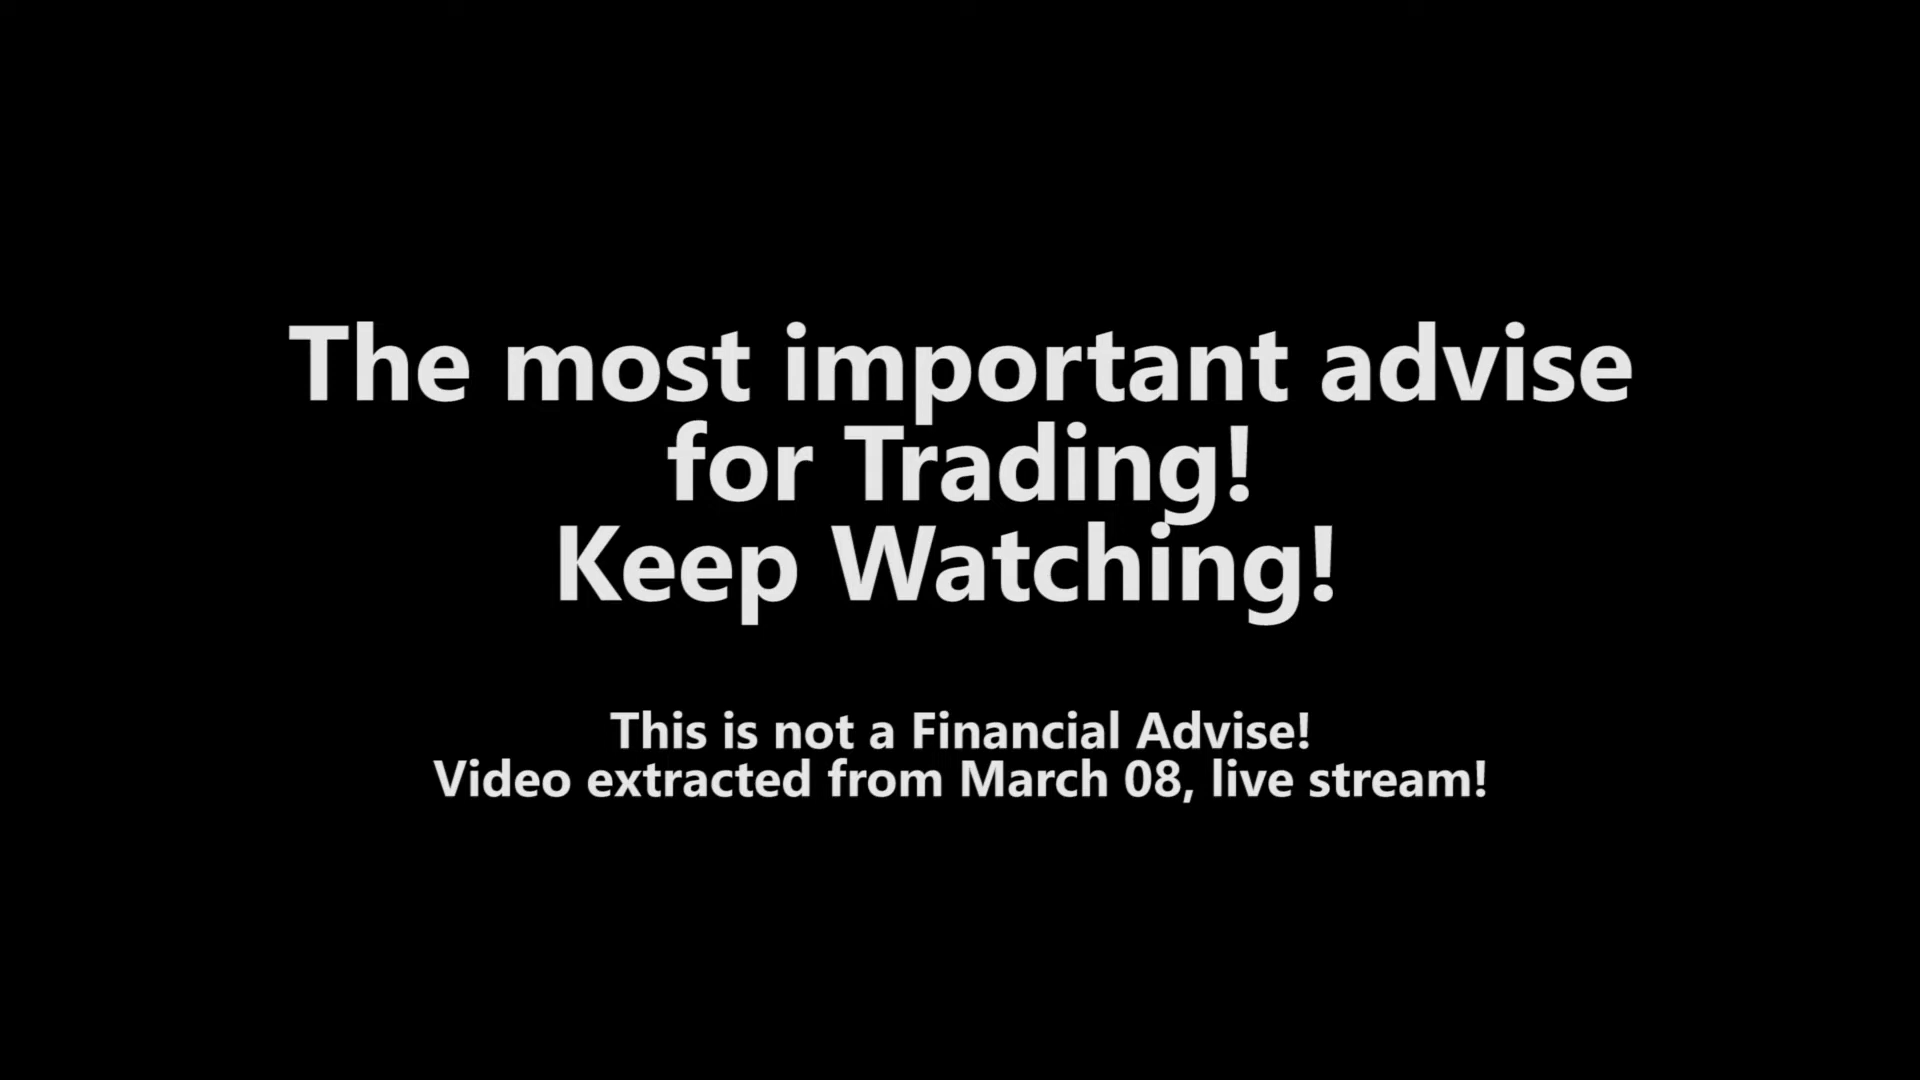 The most important advise
for Trading!
Keep Watching!
This is not a Financial Advise!
Video extracted from March 08, live stream!